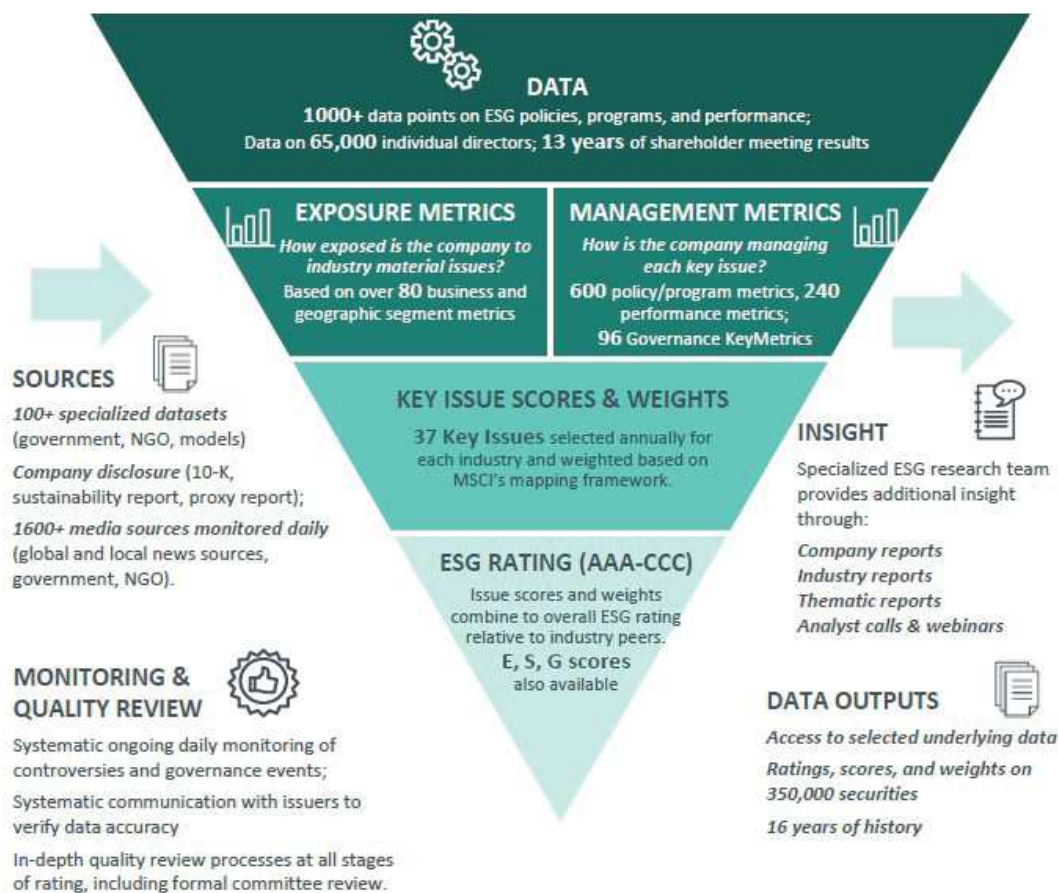 DATA
1000+ data points on ESG policies, programs, and performance;
Data on 65,000 individual directors; 13 years of shareholder meeting results
EXPOSURE METRICS
How exposed is the company to
industry material issues?
Based on over 80 business and
geographic segment metrics
MANAGEMENT METRICS
How is the company managing
each key issue?
600 policy/program metrics, 240
performance metrics;
96 Governance KeyMetrics
KEY ISSUE SCORES & WEIGHTS
37 Key Issues selected annually for
each industry and weighted based on
MSCI's mapping framework.
ESG RATING (AAA-CCC)
Issue scores and weights
combine to overall ESG rating
relative to industry peers.
E, S, G scores
also available
SOURCES
100+ specialized datasets
(government, NGO, models)
Company disclosure (10-K,
sustainability report, proxy report);
1600+ media sources monitored daily
(global and local news sources,
government, NGO).
MONITORING &
QUALITY REVIEW
Systematic ongoing daily monitoring of
controversies and governance events;
Systematic communication with issuers to
verify data accuracy
In-depth quality review processes at all stages
of rating, including formal committee review.
INSIGHT
Specialized ESG research team
provides additional insight
through:
Company reports
Industry reports
Thematic reports
Analyst calls & webinars
DATA OUTPUTS
Access to selected underlying data
Ratings, scores, and weights on
350,000 securities
16 years of history